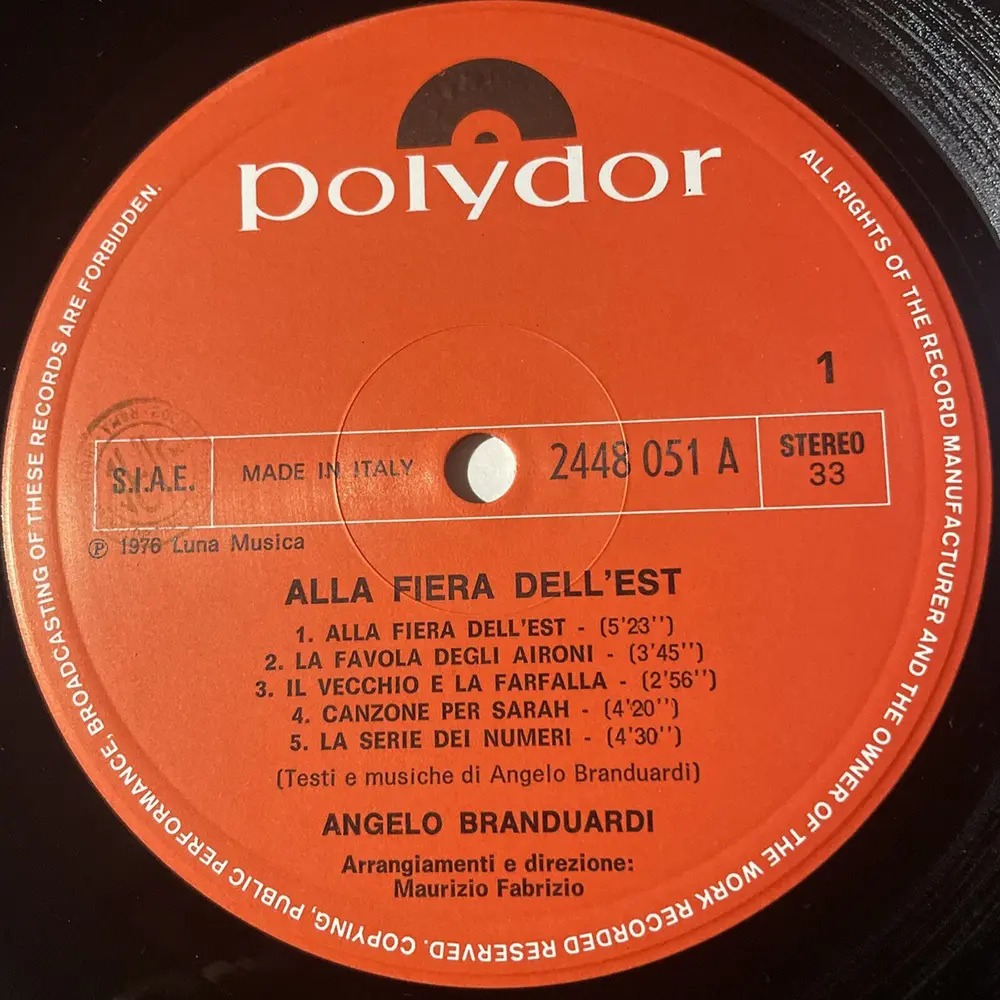 polydor
1
S.I.A.E.
MADE IN ITALY
2448 051 A
STEREO
33
℗ 1976 Luna Musica
ALLA FIERA DELL'EST
1. ALLA FIERA DELL'EST - (5'23'')
2. LA FAVOLA DEGLI AIRONI - (3'45'')
3. IL VECCHIO E LA FARFALLA - (2'56'')
4. CANZONE PER SARAH - (4'20'')
5. LA SERIE DEI NUMERI - (4'30'')
(Testi e musiche di Angelo Branduardi)
ANGELO BRANDUARDI
Arrangiamenti e direzione:
Maurizio Fabrizio
ALL RIGHTS OF THE RECORD MANUFACTURER AND THE OWNER OF THE WORK RECORDED RESERVED. COPYING, PUBLIC PERFORMANCE, BROADCASTING OF THESE RECORDS ARE FORBIDDEN.